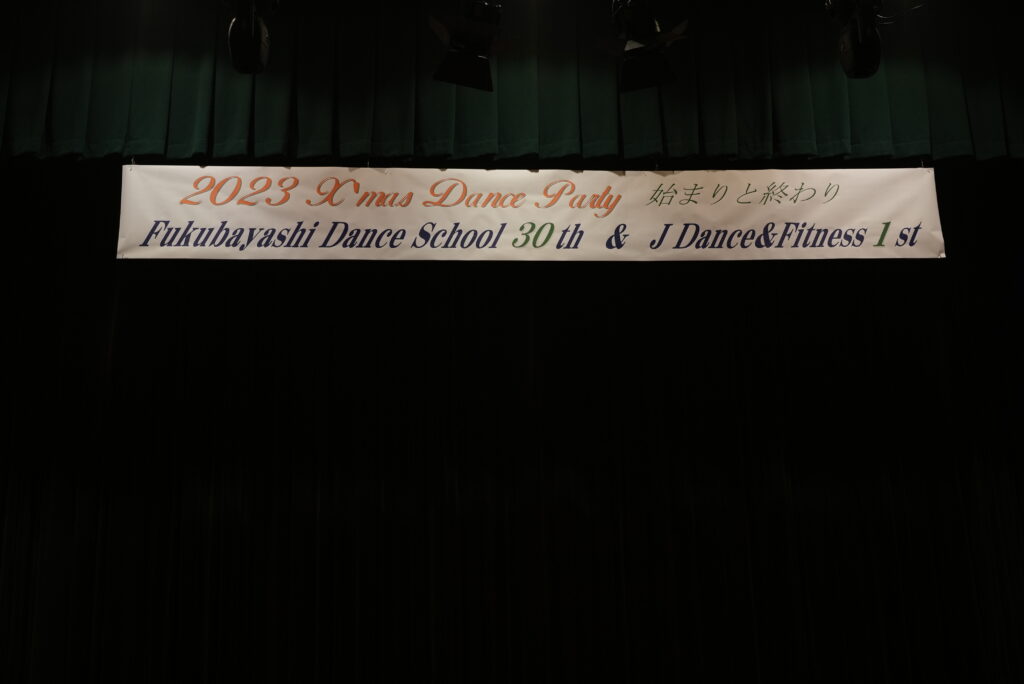 2023 X'mas Dance Party 始まりと終わり
Fukubayashi Dance School 30th & J Dance&Fitness 1st